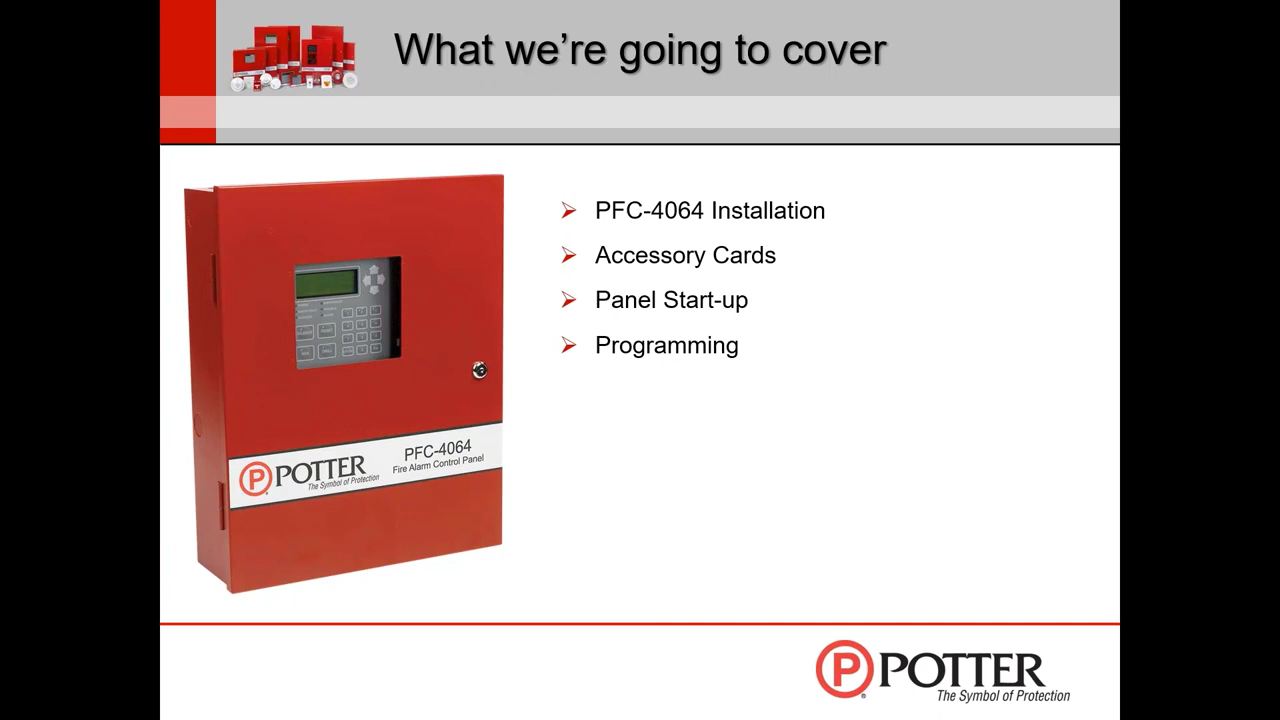 What we’re going to cover
PFC-4064 Installation
Accessory Cards
Panel Start-up
Programming
PFC-4064
Fire Alarm Control Panel
P POTTER
The Symbol of Protection
P POTTER
The Symbol of Protection